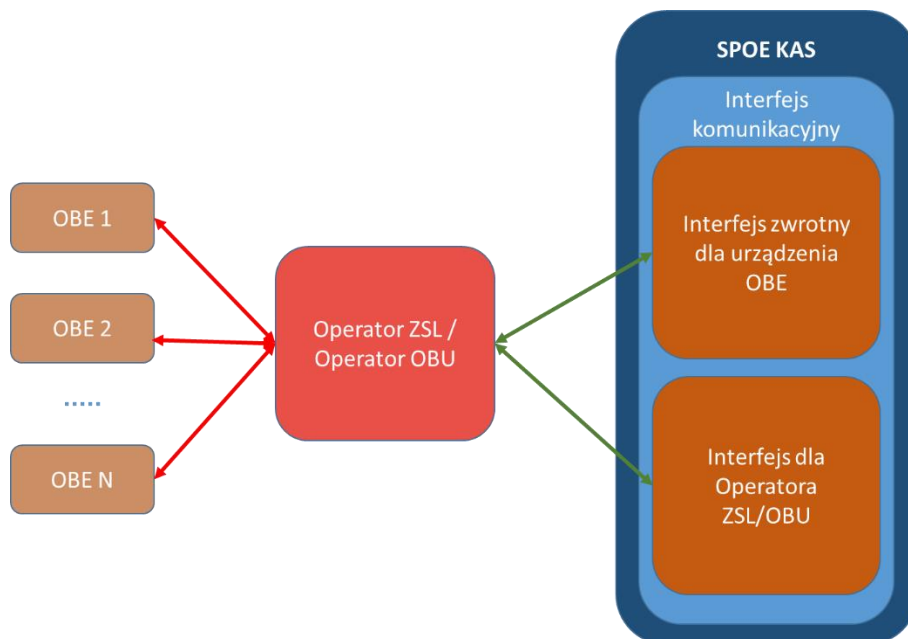 SPOE KAS
Interfejs
komunikacyjny
OBE 1
Interfejs zwrotny
dla urządzenia
OBE
OBE 2
Operator ZSL /
Operator OBU
.....
OBE N
Interfejs dla
Operatora
ZSL/OBU